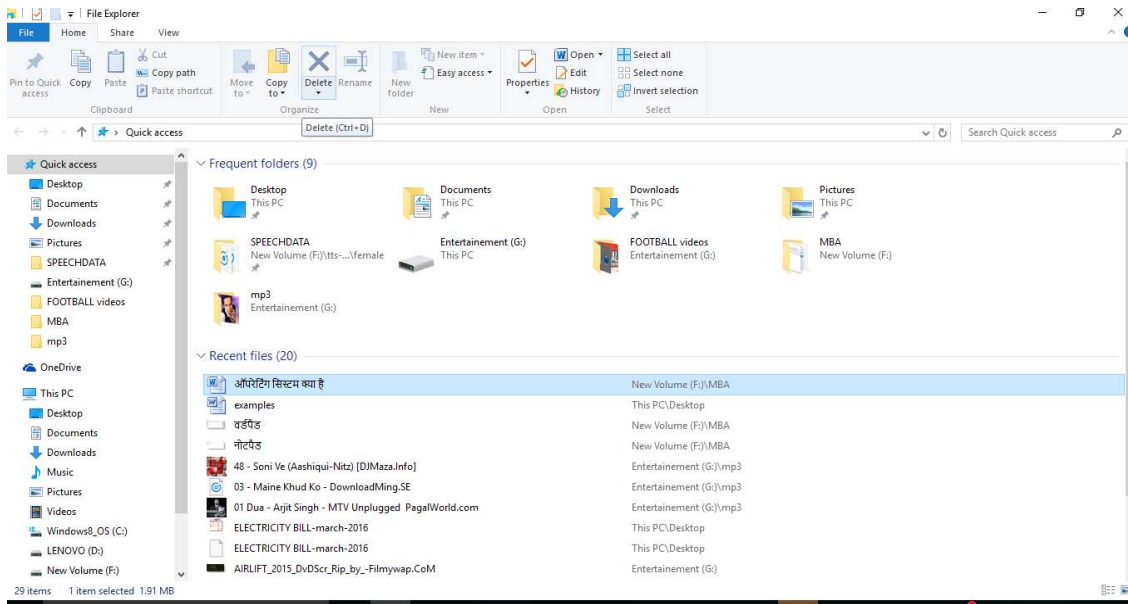 File Explorer
File Home Share View
Pin to Quick access
Copy
Paste
Cut
Copy path
Paste shortcut
Clipboard
Move to
Copy to
Delete
Rename
Organize
New folder
New item
Easy access
New
Properties
Open
Edit
History
Open
Select all
Select none
Invert selection
Select
Delete (Ctrl+D)
Quick access
Search Quick access
Quick access
Desktop
Documents
Downloads
Pictures
SPEECHDATA
Entertainement (G:)
FOOTBALL videos
MBA
mp3
OneDrive
This PC
Desktop
Documents
Downloads
Music
Pictures
Videos
Windows8_OS (C:)
LENOVO (D:)
New Volume (F:)
Frequent folders (9)
Desktop
This PC
Documents
This PC
Downloads
This PC
Pictures
This PC
SPEECHDATA
New Volume (F:)\tts-...\female
Entertainement (G:)
This PC
FOOTBALL videos
Entertainement (G:)
MBA
New Volume (F:)
mp3
Entertainement (G:)
Recent files (20)
ऑपरेटिंग सिस्टम क्या है New Volume (F:)\MBA
examples This PC\Desktop
वर्डपैड New Volume (F:)\MBA
नोटपैड New Volume (F:)\MBA
48 - Soni Ve (Aashiqui-Nitz) [DJMaza.Info] Entertainement (G:)\mp3
03 - Maine Khud Ko - DownloadMing.SE Entertainement (G:)\mp3
01 Dua - Arjit Singh - MTV Unplugged PagalWorld.com Entertainement (G:)\mp3
ELECTRICITY BILL-march-2016 This PC\Desktop
ELECTRICITY BILL-march-2016 This PC\Desktop
AIRLIFT_2015_DvDScr_Rip_by_-Filmywap.CoM Entertainement (G:)
29 items 1 item selected 1.91 MB